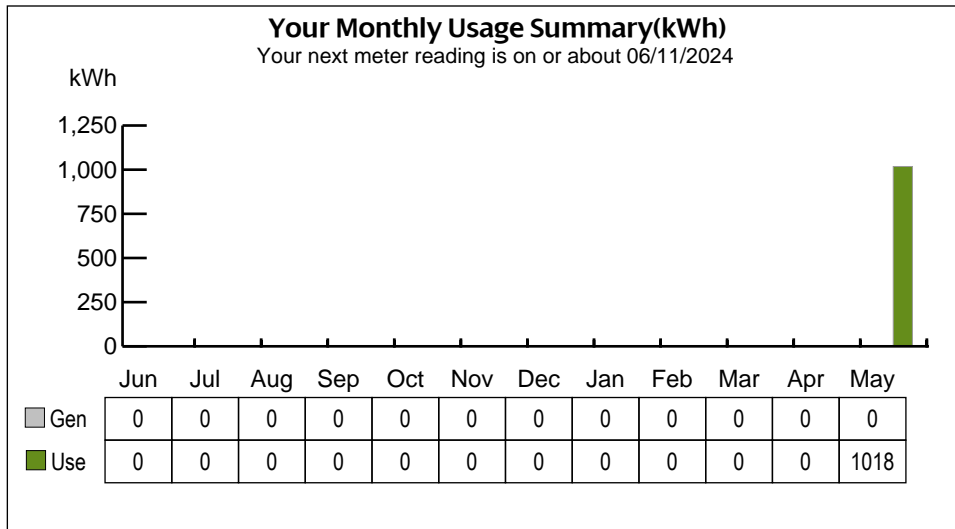 Your Monthly Usage Summary(kWh)
Your next meter reading is on or about 06/11/2024
kWh
1,250
1,000
750
500
250
0
Jun Jul Aug Sep Oct Nov Dec Jan Feb Mar Apr May
Gen 0 0 0 0 0 0 0 0 0 0 0 0
Use 0 0 0 0 0 0 0 0 0 0 0 1018